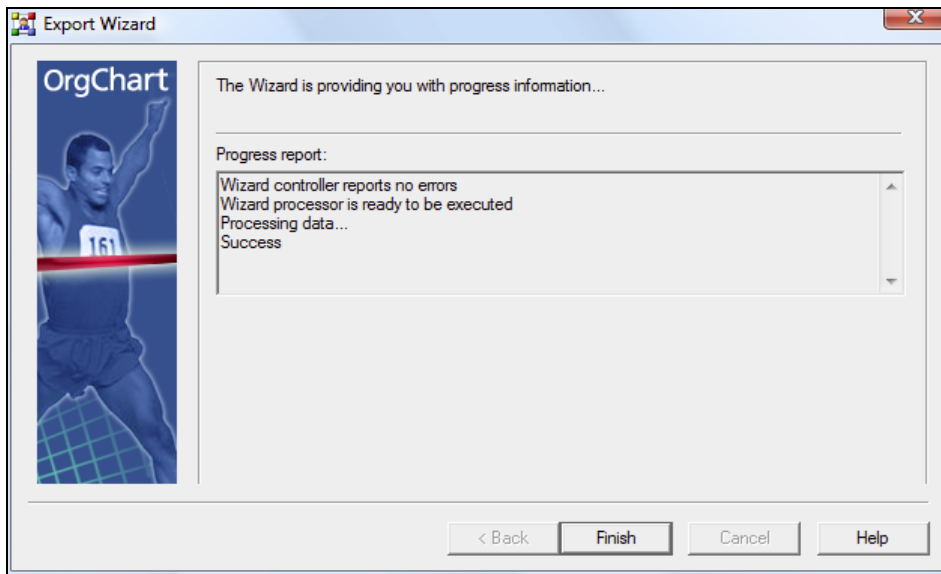 Export Wizard
OrgChart
The Wizard is providing you with progress information...
Progress report:
Wizard controller reports no errors
Wizard processor is ready to be executed
Processing data...
Success
161
< Back
Finish
Cancel
Help